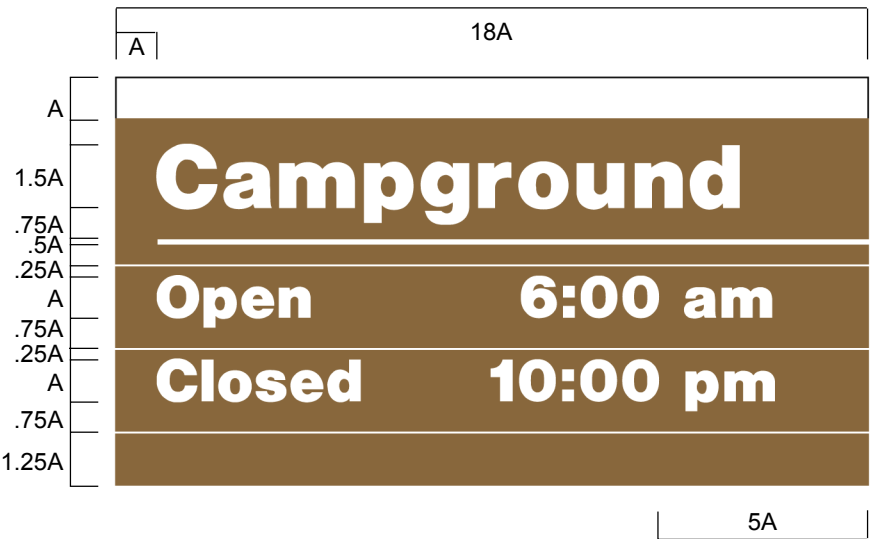 18A
A
A
1.5A
.75A
.5A
.25A
A
.75A
.25A
A
.75A
1.25A
Campground
Open 6:00 am
Closed 10:00 pm
5A